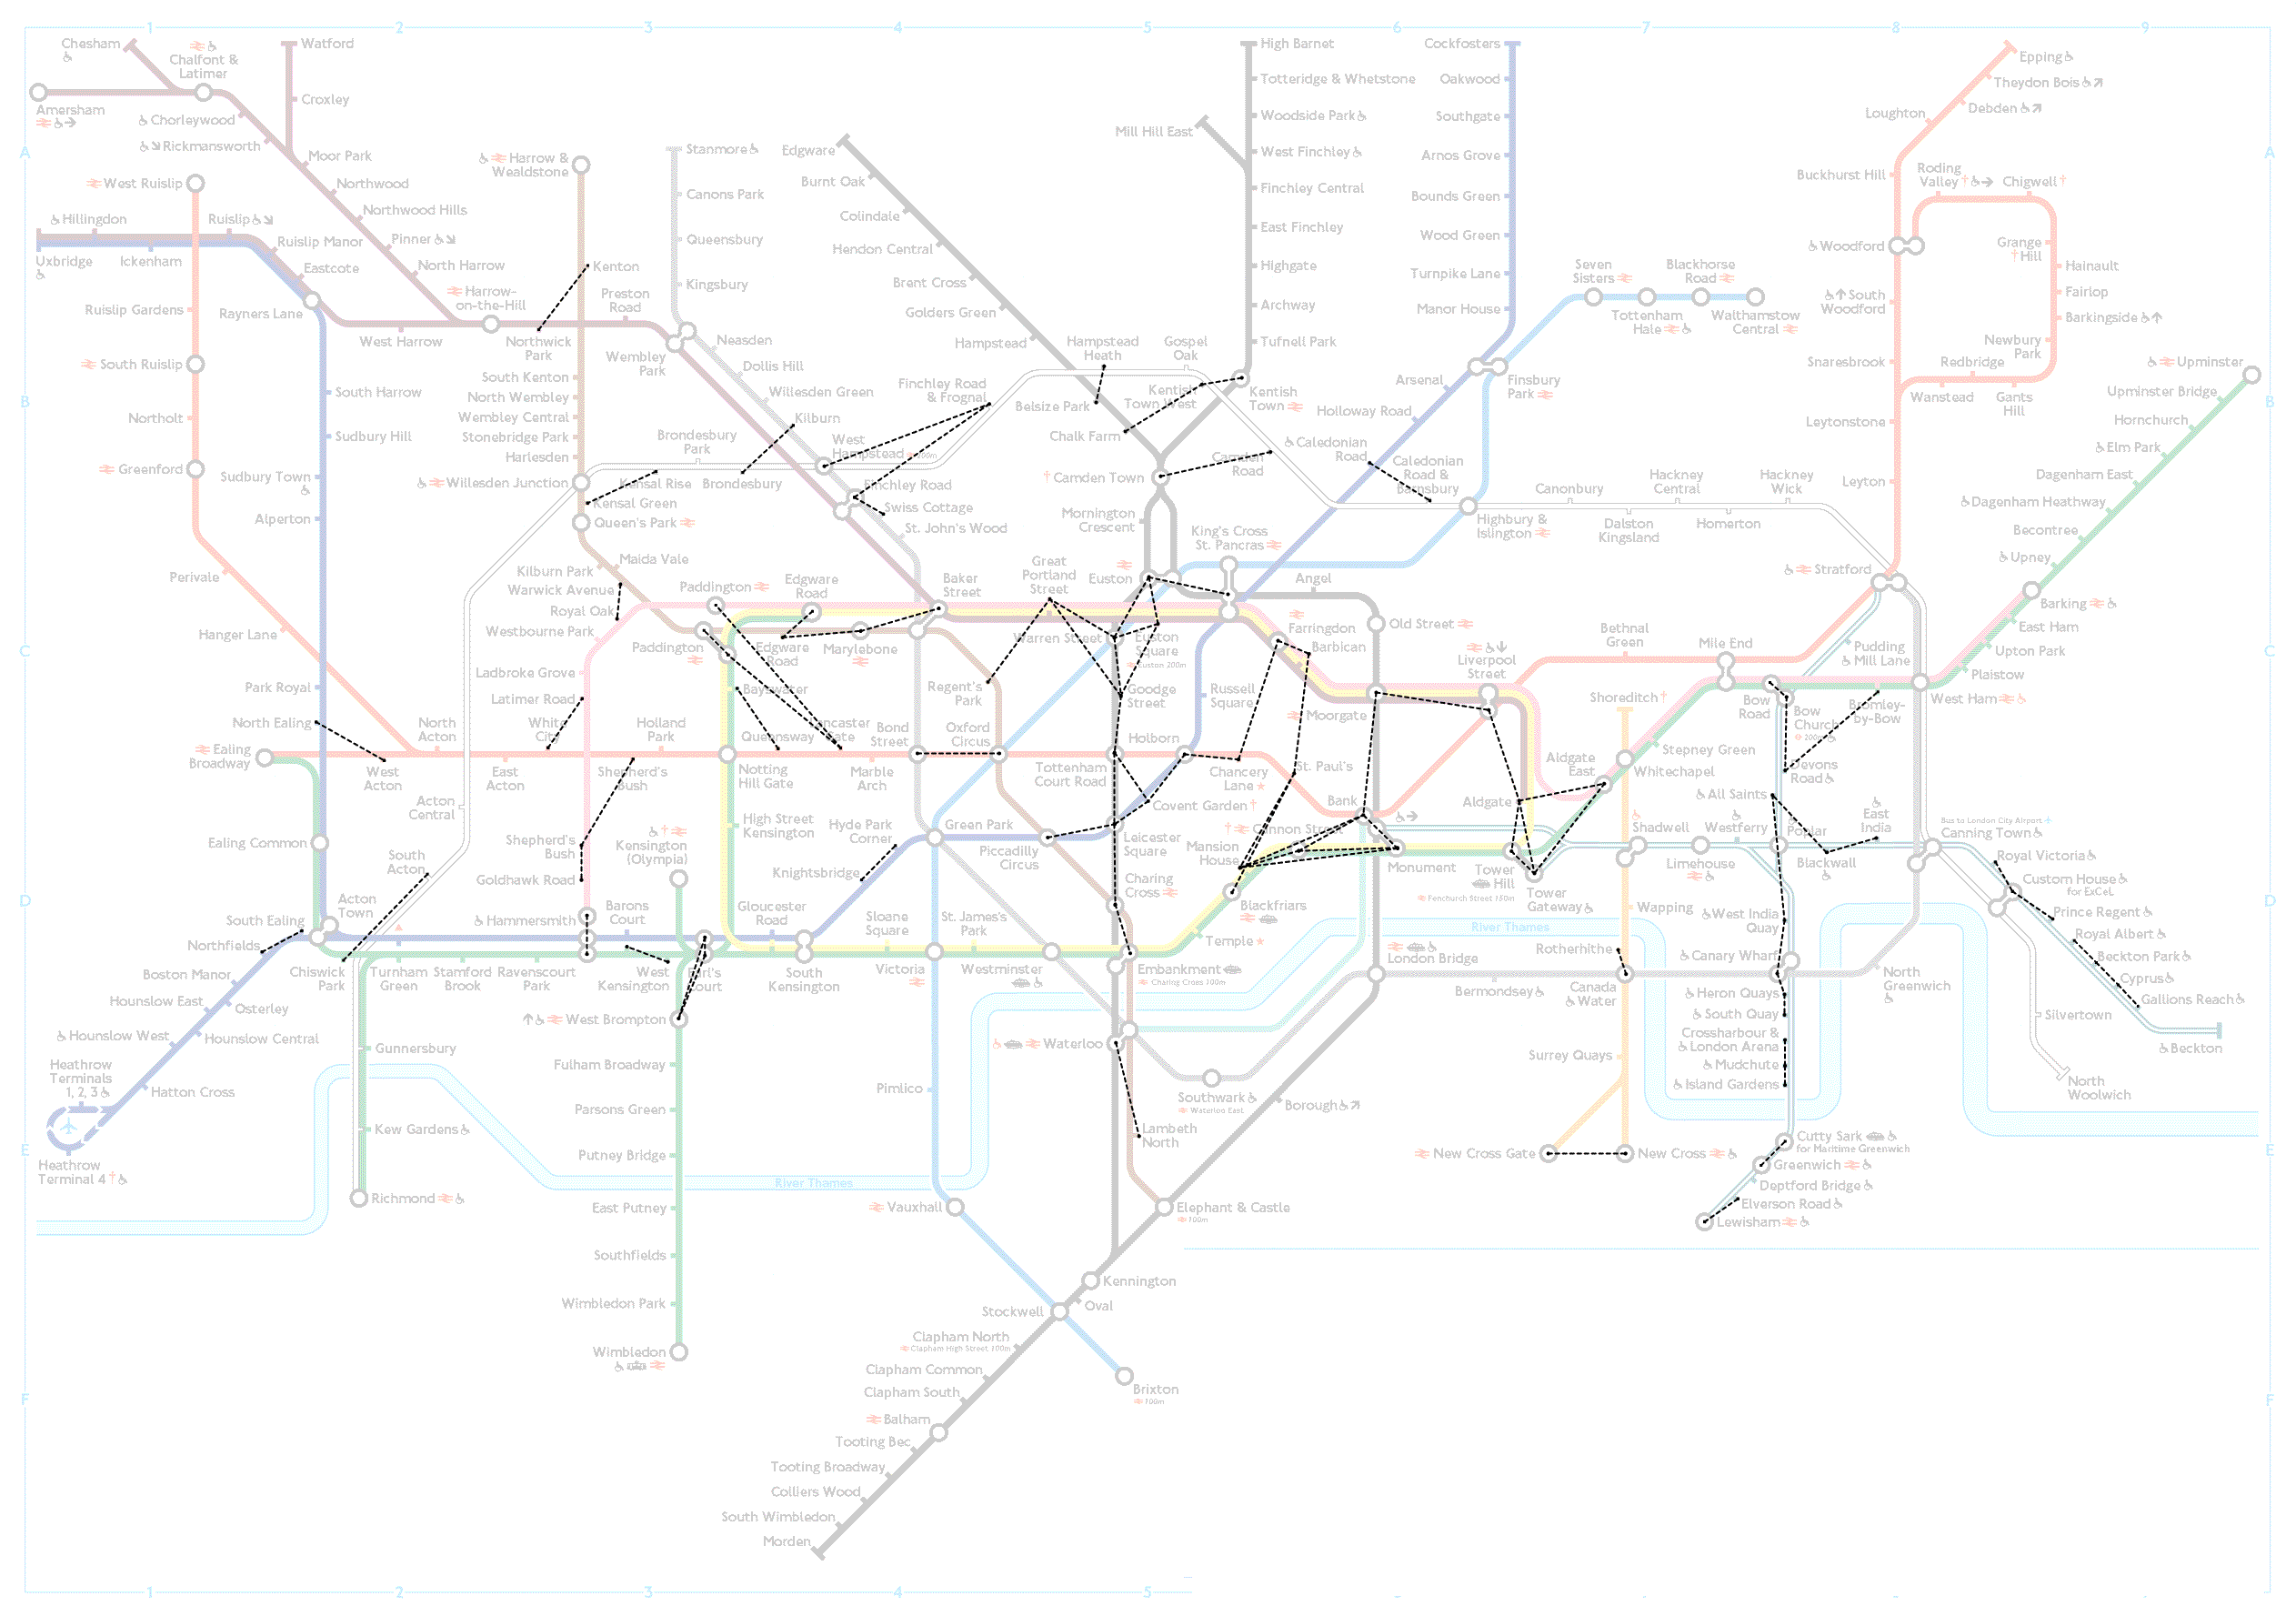 1 2 3 4 5 6 7 8 9
Chesham
Chalfont &
Latimer
Watford
Amersham
Croxley
Chorleywood
Rickmansworth
Moor Park
A
West Ruislip
Northwood
Northwood Hills
Hillingdon
Ruislip
Pinner
Ruislip Manor
Uxbridge
Ickenham
Eastcote
North Harrow
Harrow-
on-the-Hill
Ruislip Gardens
Rayners Lane
West Harrow
Northwick
Park
Preston
Road
Harrow &
Wealdstone
Kenton
South Kenton
North Wembley
Wembley Central
Stonebridge Park
Harlesden
Willesden Junction
Kensal Rise
Kensal Green
Queen's Park
Stanmore
Canons Park
Queensbury
Kingsbury
Wembley
Park
Neasden
Dollis Hill
Willesden Green
Kilburn
West
Hampstead
100m
Finchley Road
Swiss Cottage
St. John's Wood
Brondesbury
Park
Brondesbury
Finchley Road
& Frognal
Edgware
Burnt Oak
Colindale
Hendon Central
Brent Cross
Golders Green
Hampstead
Hampstead
Heath
Belsize Park
Chalk Farm
Gospel
Oak
Kentish
Town West
Camden Town
Camden
Road
Mornington
Crescent
Mill Hill East
High Barnet
Totteridge & Whetstone
Woodside Park
West Finchley
Finchley Central
East Finchley
Highgate
Archway
Tufnell Park
Kentish
Town
Cockfosters
Oakwood
Southgate
Arnos Grove
Bounds Green
Wood Green
Turnpike Lane
Manor House
Arsenal
Finsbury
Park
Holloway Road
Caledonian
Road
Caledonian
Road &
Barnsbury
Highbury &
Islington
Seven
Sisters
Blackhorse
Road
Tottenham
Hale
Walthamstow
Central
Canonbury
Hackney
Central
Hackney
Wick
Dalston
Kingsland
Homerton
Epping
Theydon Bois
Debden
Loughton
Buckhurst Hill
A
Roding
Valley
Chigwell
Woodford
Grange
Hill
Hainault
Fairlop
Barkingside
South
Woodford
Newbury
Park
Snaresbrook
Redbridge
Wanstead
Gants
Hill
Leytonstone
Leyton
Stratford
Upminster
Upminster Bridge
B
Hornchurch
Elm Park
Dagenham East
Dagenham Heathway
Becontree
Upney
Barking
East Ham
Upton Park
Plaistow
West Ham
South Ruislip
B
Northolt
Greenford
South Harrow
Sudbury Hill
Sudbury Town
Alperton
Perivale
Hanger Lane
C
Park Royal
North Ealing
Ealing
Broadway
West
Acton
North
Acton
East
Acton
White
City
Acton
Central
South
Acton
Ealing Common
Acton
Town
South Ealing
Northfields
Boston Manor
Hounslow East
Osterley
Hounslow West
Hounslow Central
Hatton Cross
Heathrow
Terminals
1, 2, 3
Heathrow
Terminal 4
D
E
Chiswick
Park
Turnham
Green
Stamford
Brook
Ravenscourt
Park
Gunnersbury
Kew Gardens
Richmond
Kilburn Park
Maida Vale
Warwick Avenue
Royal Oak
Westbourne Park
Ladbroke Grove
Latimer Road
Holland
Park
Shepherd's
Bush
Shepherd's
Bush
Goldhawk Road
Hammersmith
Kensington
(Olympia)
Barons
Court
West
Kensington
Earl's
Court
Paddington
Edgware
Road
Paddington
Edgware
Road
Marylebone
Baker
Street
Bayswater
Queensway
Lancaster
Gate
Notting
Hill Gate
Marble
Arch
Bond
Street
Oxford
Circus
High Street
Kensington
Hyde Park
Corner
Knightsbridge
Gloucester
Road
South
Kensington
Sloane
Square
Victoria
St. James's
Park
Westminster
Great
Portland
Street
Regent's
Park
Warren Street
Euston
Euston
Square
Euston 200m
King's Cross
St. Pancras
Angel
Goodge
Street
Russell
Square
Holborn
Tottenham
Court Road
Covent Garden
Green Park
Piccadilly
Circus
Leicester
Square
Charing
Cross
Embankment
Charing Cross 100m
Waterloo
Lambeth
North
Farringdon
Barbican
Moorgate
Old Street
Liverpool
Street
Chancery
Lane
St. Paul's
Bank
Cannon Street
Mansion
House
Blackfriars
Temple
Monument
Tower
Hill
Fenchurch Street 150m
Tower
Gateway
Aldgate
Aldgate
East
Shoreditch
Bethnal
Green
Mile End
Stepney Green
Whitechapel
Bow
Road
Bow
Church
200m
Pudding
Mill Lane
Bromley-
by-Bow
Devons
Road
All Saints
Shadwell
Westferry
Limehouse
Poplar
Blackwall
East
India
Bus to London City Airport
Canning Town
Royal Victoria
Custom House
for ExCeL
Prince Regent
Royal Albert
Beckton Park
Cyprus
Gallions Reach
Beckton
Silvertown
North
Woolwich
C
D
Wapping
Rotherhithe
River Thames
West India
Quay
Canary Wharf
Heron Quays
South Quay
Crossharbour &
London Arena
Mudchute
Island Gardens
North
Greenwich
London Bridge
Bermondsey
Canada
Water
Surrey Quays
New Cross Gate
New Cross
Cutty Sark
for Maritime Greenwich
Greenwich
Deptford Bridge
Elverson Road
Lewisham
E
Southwark
Waterloo East
Borough
Elephant & Castle
100m
West Brompton
Fulham Broadway
Parsons Green
Putney Bridge
River Thames
East Putney
Southfields
Wimbledon Park
Wimbledon
Pimlico
Vauxhall
Kennington
Oval
Stockwell
Brixton
100m
Clapham North
Clapham High Street 100m
Clapham Common
Clapham South
Balham
Tooting Bec
Tooting Broadway
Colliers Wood
South Wimbledon
Morden
F
F
1 2 3 4 5